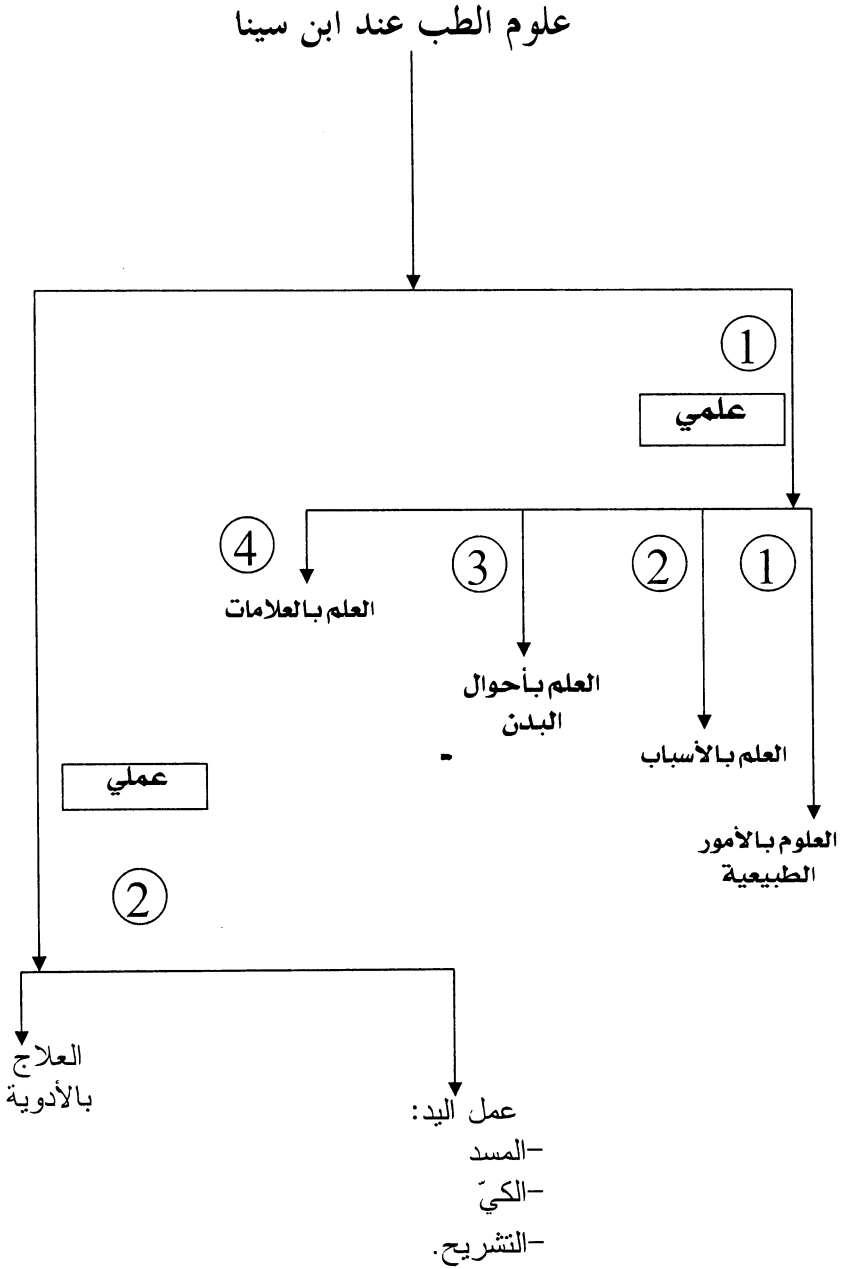 علوم الطب عند ابن سينا
1
علمي
1
2
3
4
العلم بالعلامات
العلم بأحوال
البدن
العلم بالأسباب
العلوم بالأمور
الطبيعية
عملي
2
عمل اليد:
-المسد
-الكيّ
-التشريح.
العلاج
بالأدوية